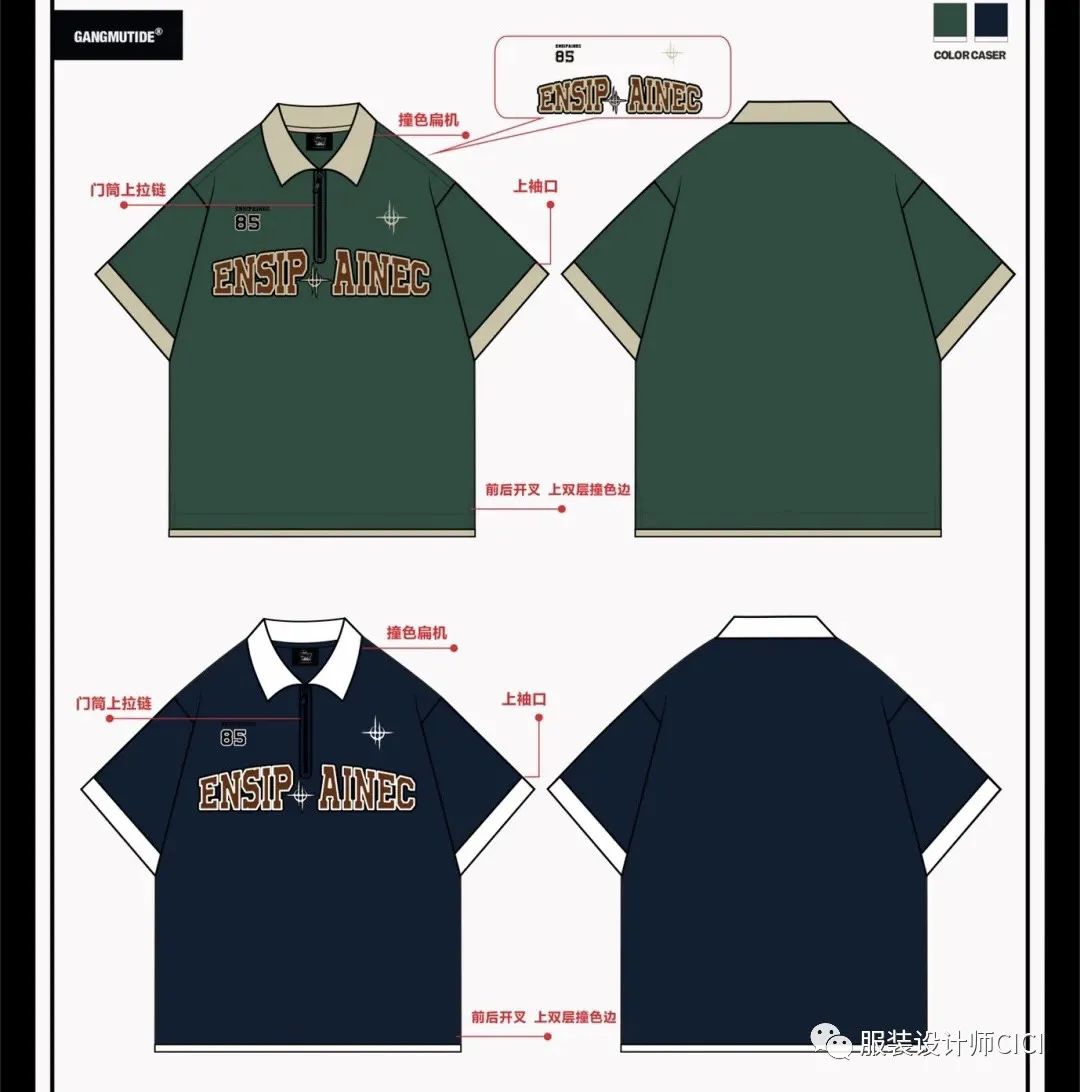 GANGMUTIDE®
COLOR CASER
ENSIPAINEC
85
ENSIP AINEC
撞色扁机
门筒上拉链
上袖口
ENSIPAINEC
85
ENSIP AINEC
前后开叉 上双层撞色边
撞色扁机
门筒上拉链
上袖口
85
ENSIP AINEC
前后开叉 上双层撞色边
服装设计师CICI